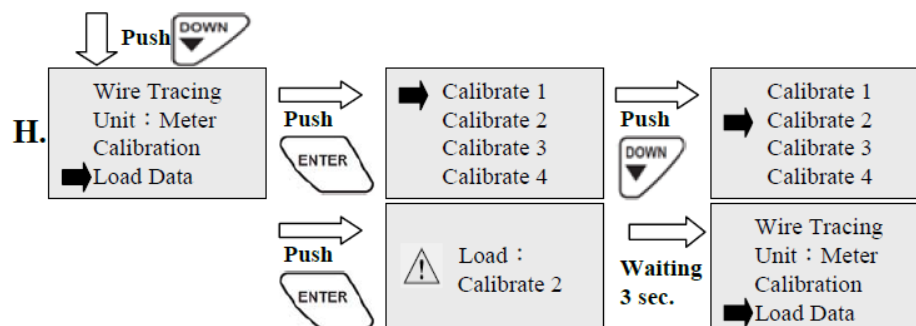 Push DOWN
H.
Wire Tracing
Unit：Meter
Calibration
Load Data
Push
ENTER
Calibrate 1
Calibrate 2
Calibrate 3
Calibrate 4
Push
DOWN
Calibrate 1
Calibrate 2
Calibrate 3
Calibrate 4
Push
ENTER
Load：
Calibrate 2
Waiting
3 sec.
Wire Tracing
Unit：Meter
Calibration
Load Data